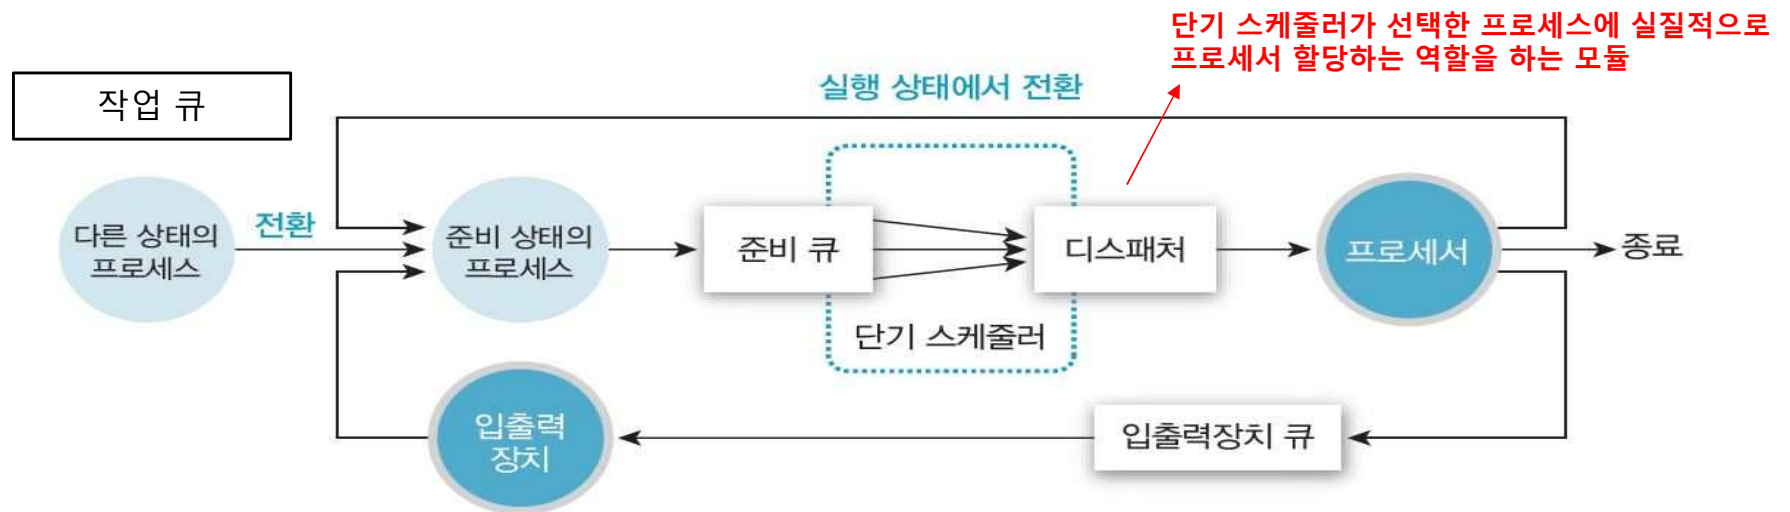 단기 스케줄러가 선택한 프로세스에 실질적으로
프로세서 할당하는 역할을 하는 모듈
작업 큐
실행 상태에서 전환
다른 상태의
프로세스
전환
준비 상태의
프로세스
준비 큐
디스패처
프로세서
종료
단기 스케줄러
입출력
장치
입출력장치 큐